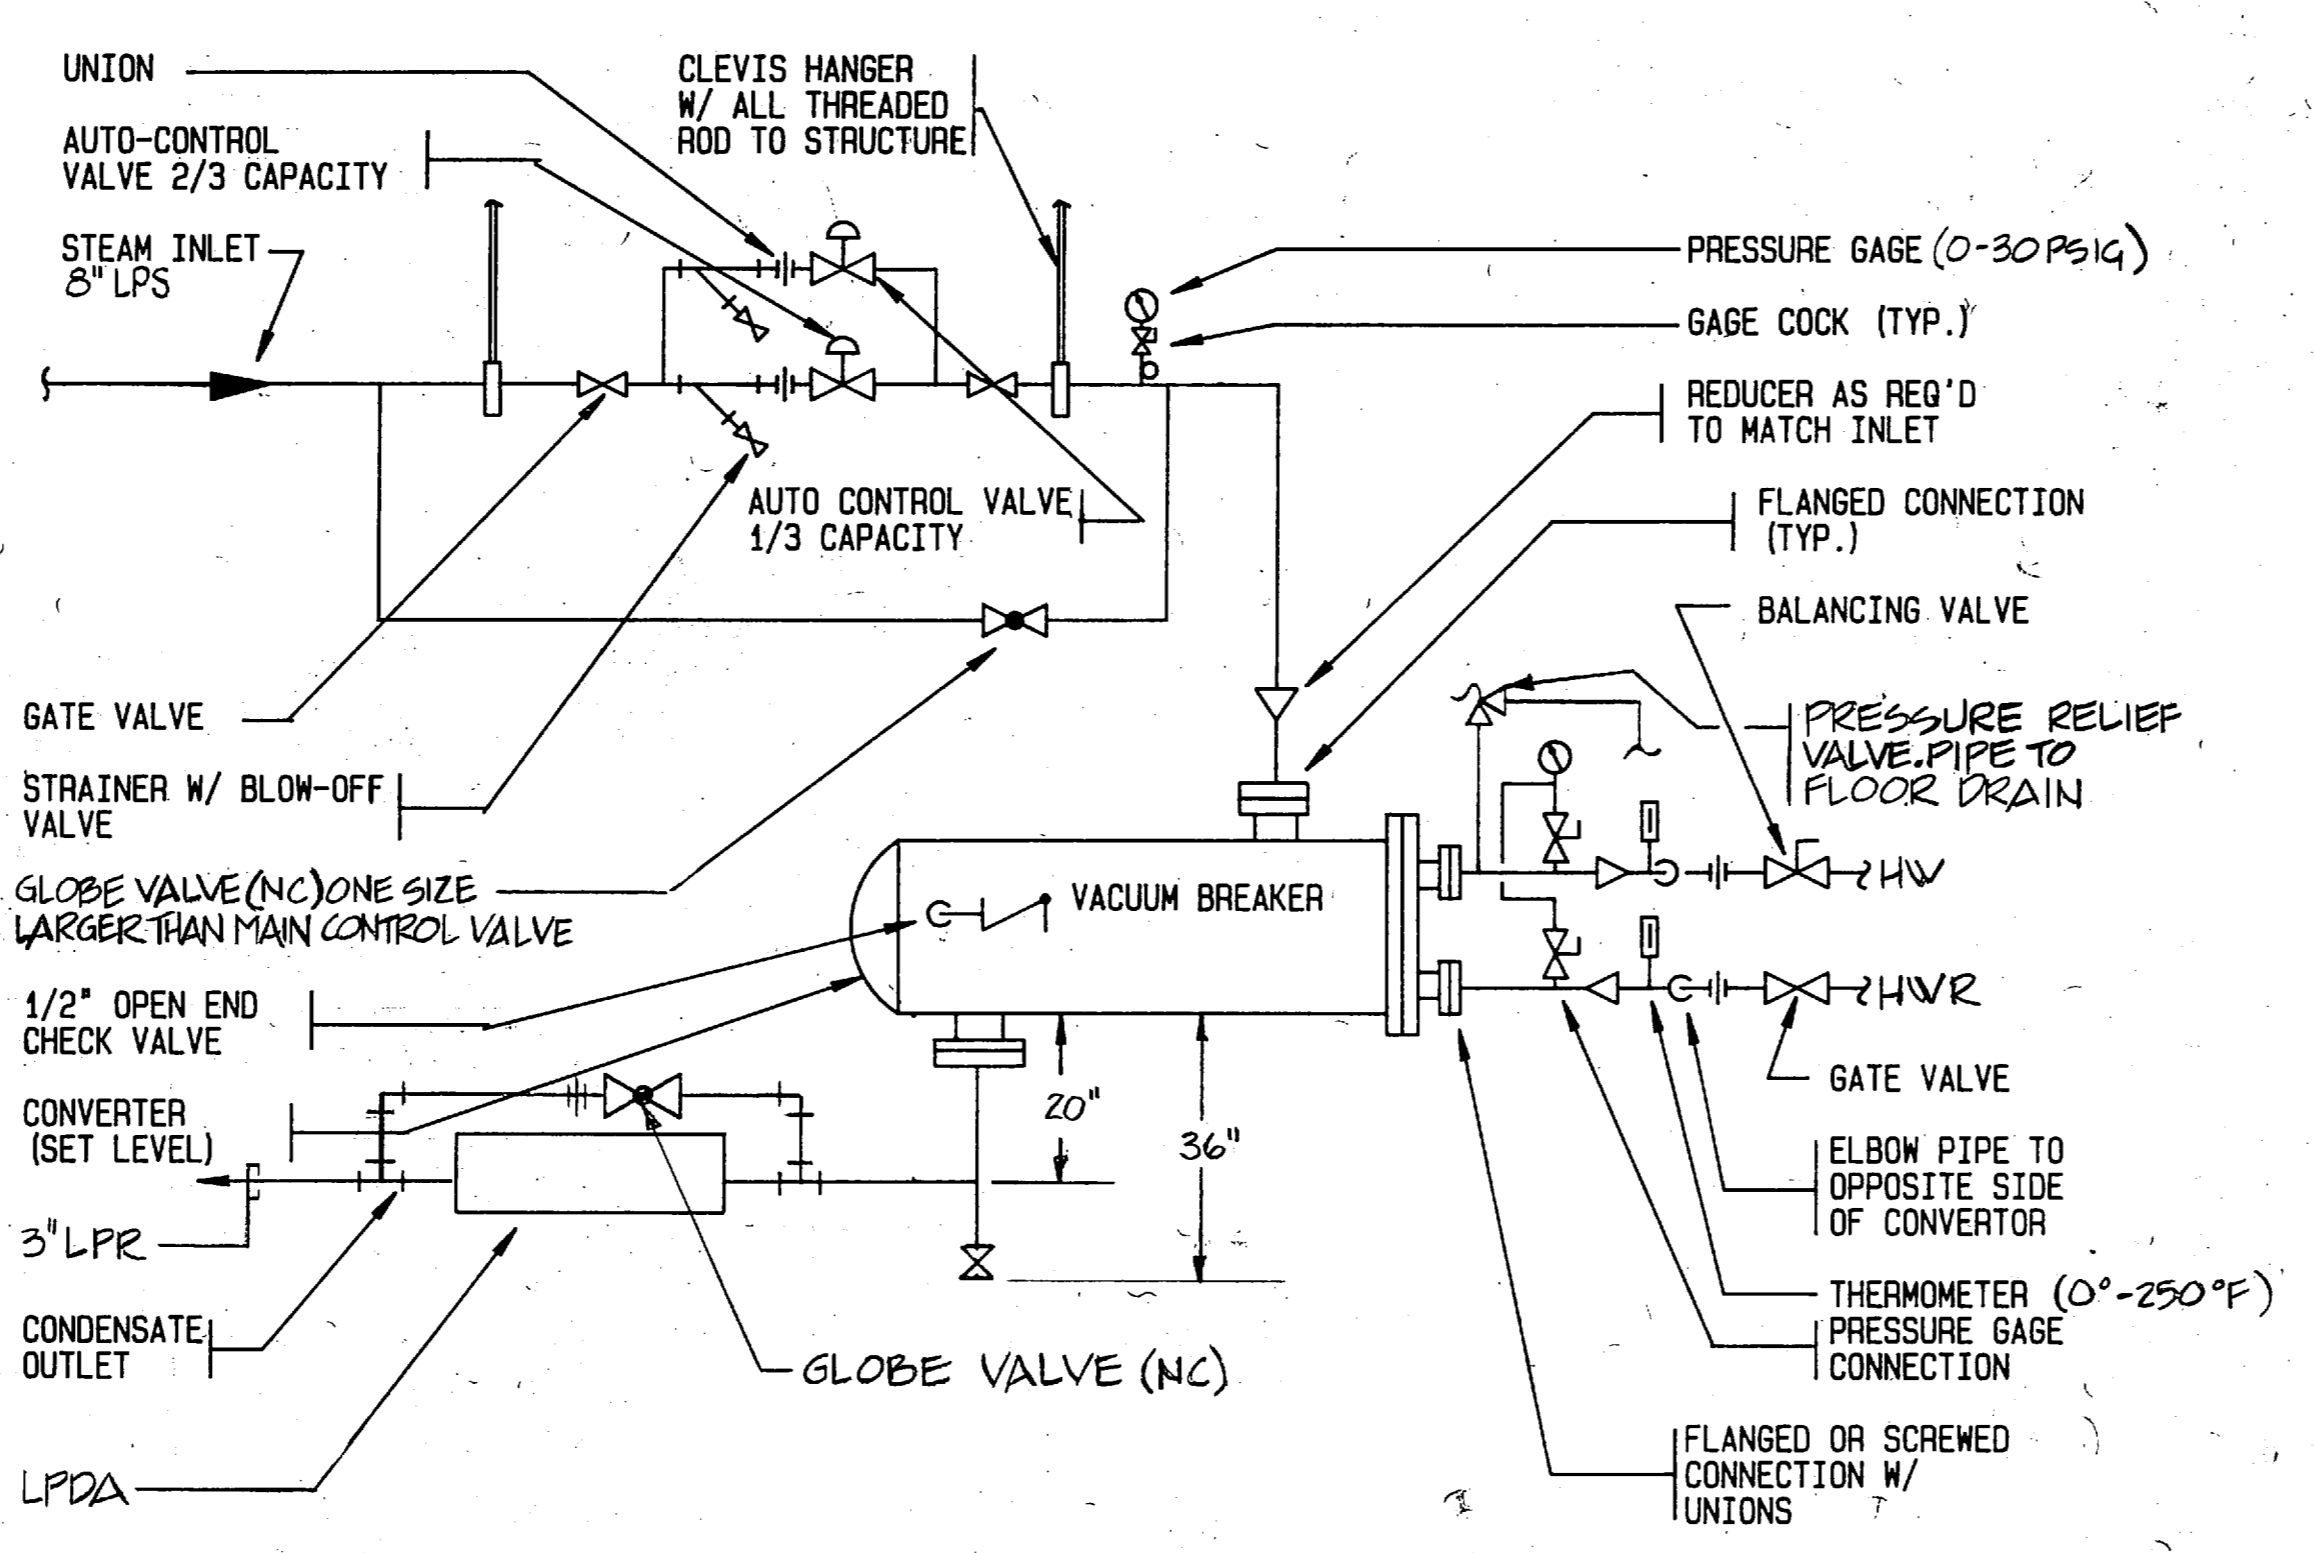 UNION
AUTO-CONTROL
VALVE 2/3 CAPACITY
STEAM INLET
8" LPS
CLEVIS HANGER
W/ ALL THREADED
ROD TO STRUCTURE
PRESSURE GAGE (0-30 PSIG)
GAGE COCK (TYP.)
REDUCER AS REQ'D
TO MATCH INLET
FLANGED CONNECTION
(TYP.)
BALANCING VALVE
AUTO CONTROL VALVE
1/3 CAPACITY
GATE VALVE
STRAINER W/ BLOW-OFF
VALVE
GLOBE VALVE (NC) ONE SIZE
LARGER THAN MAIN CONTROL VALVE
1/2" OPEN END
CHECK VALVE
CONVERTER
(SET LEVEL)
3" LPR
CONDENSATE
OUTLET
LPDA
VACUUM BREAKER
20"
36"
GLOBE VALVE (NC)
PRESSURE RELIEF
VALVE. PIPE TO
FLOOR DRAIN
HW
HWR
GATE VALVE
ELBOW PIPE TO
OPPOSITE SIDE
OF CONVERTOR
THERMOMETER (0°-250°F)
PRESSURE GAGE
CONNECTION
FLANGED OR SCREWED
CONNECTION W/
UNIONS